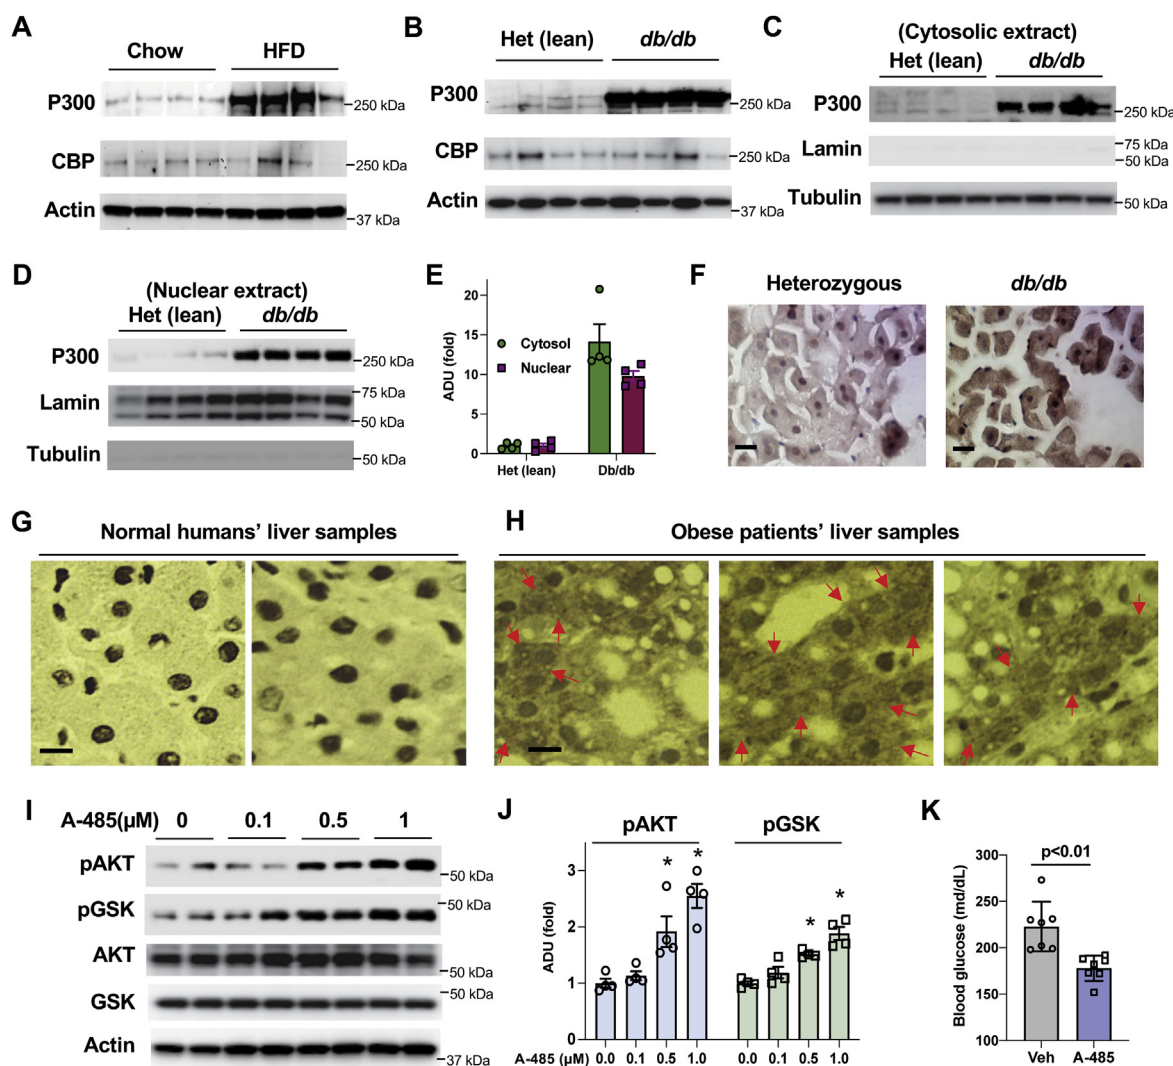 A
Chow HFD
P300
250 kDa
CBP
250 kDa
Actin
37 kDa
B
Het (lean) db/db
P300
250 kDa
CBP
250 kDa
Actin
37 kDa
C
(Cytosolic extract)
Het (lean) db/db
P300
250 kDa
Lamin
75 kDa
50 kDa
Tubulin
50 kDa
D
(Nuclear extract)
Het (lean) db/db
P300
250 kDa
Lamin
75 kDa
50 kDa
Tubulin
50 kDa
E
ADU (fold)
20
15
10
5
0
Cytosol
Nuclear
Het (lean) Db/db
F
Heterozygous db/db
G
Normal humans’ liver samples
H
Obese patients’ liver samples
I
A-485(µM) 0 0.1 0.5 1
pAKT
50 kDa
pGSK
50 kDa
AKT
50 kDa
GSK
50 kDa
Actin
37 kDa
J
pAKT pGSK
ADU (fold)
3
2
1
0
* * * *
A-485 (µM) 0.0 0.1 0.5 1.0 0.0 0.1 0.5 1.0
K
p<0.01
Blood glucose (md/dL)
300
250
200
150
100
Veh A-485